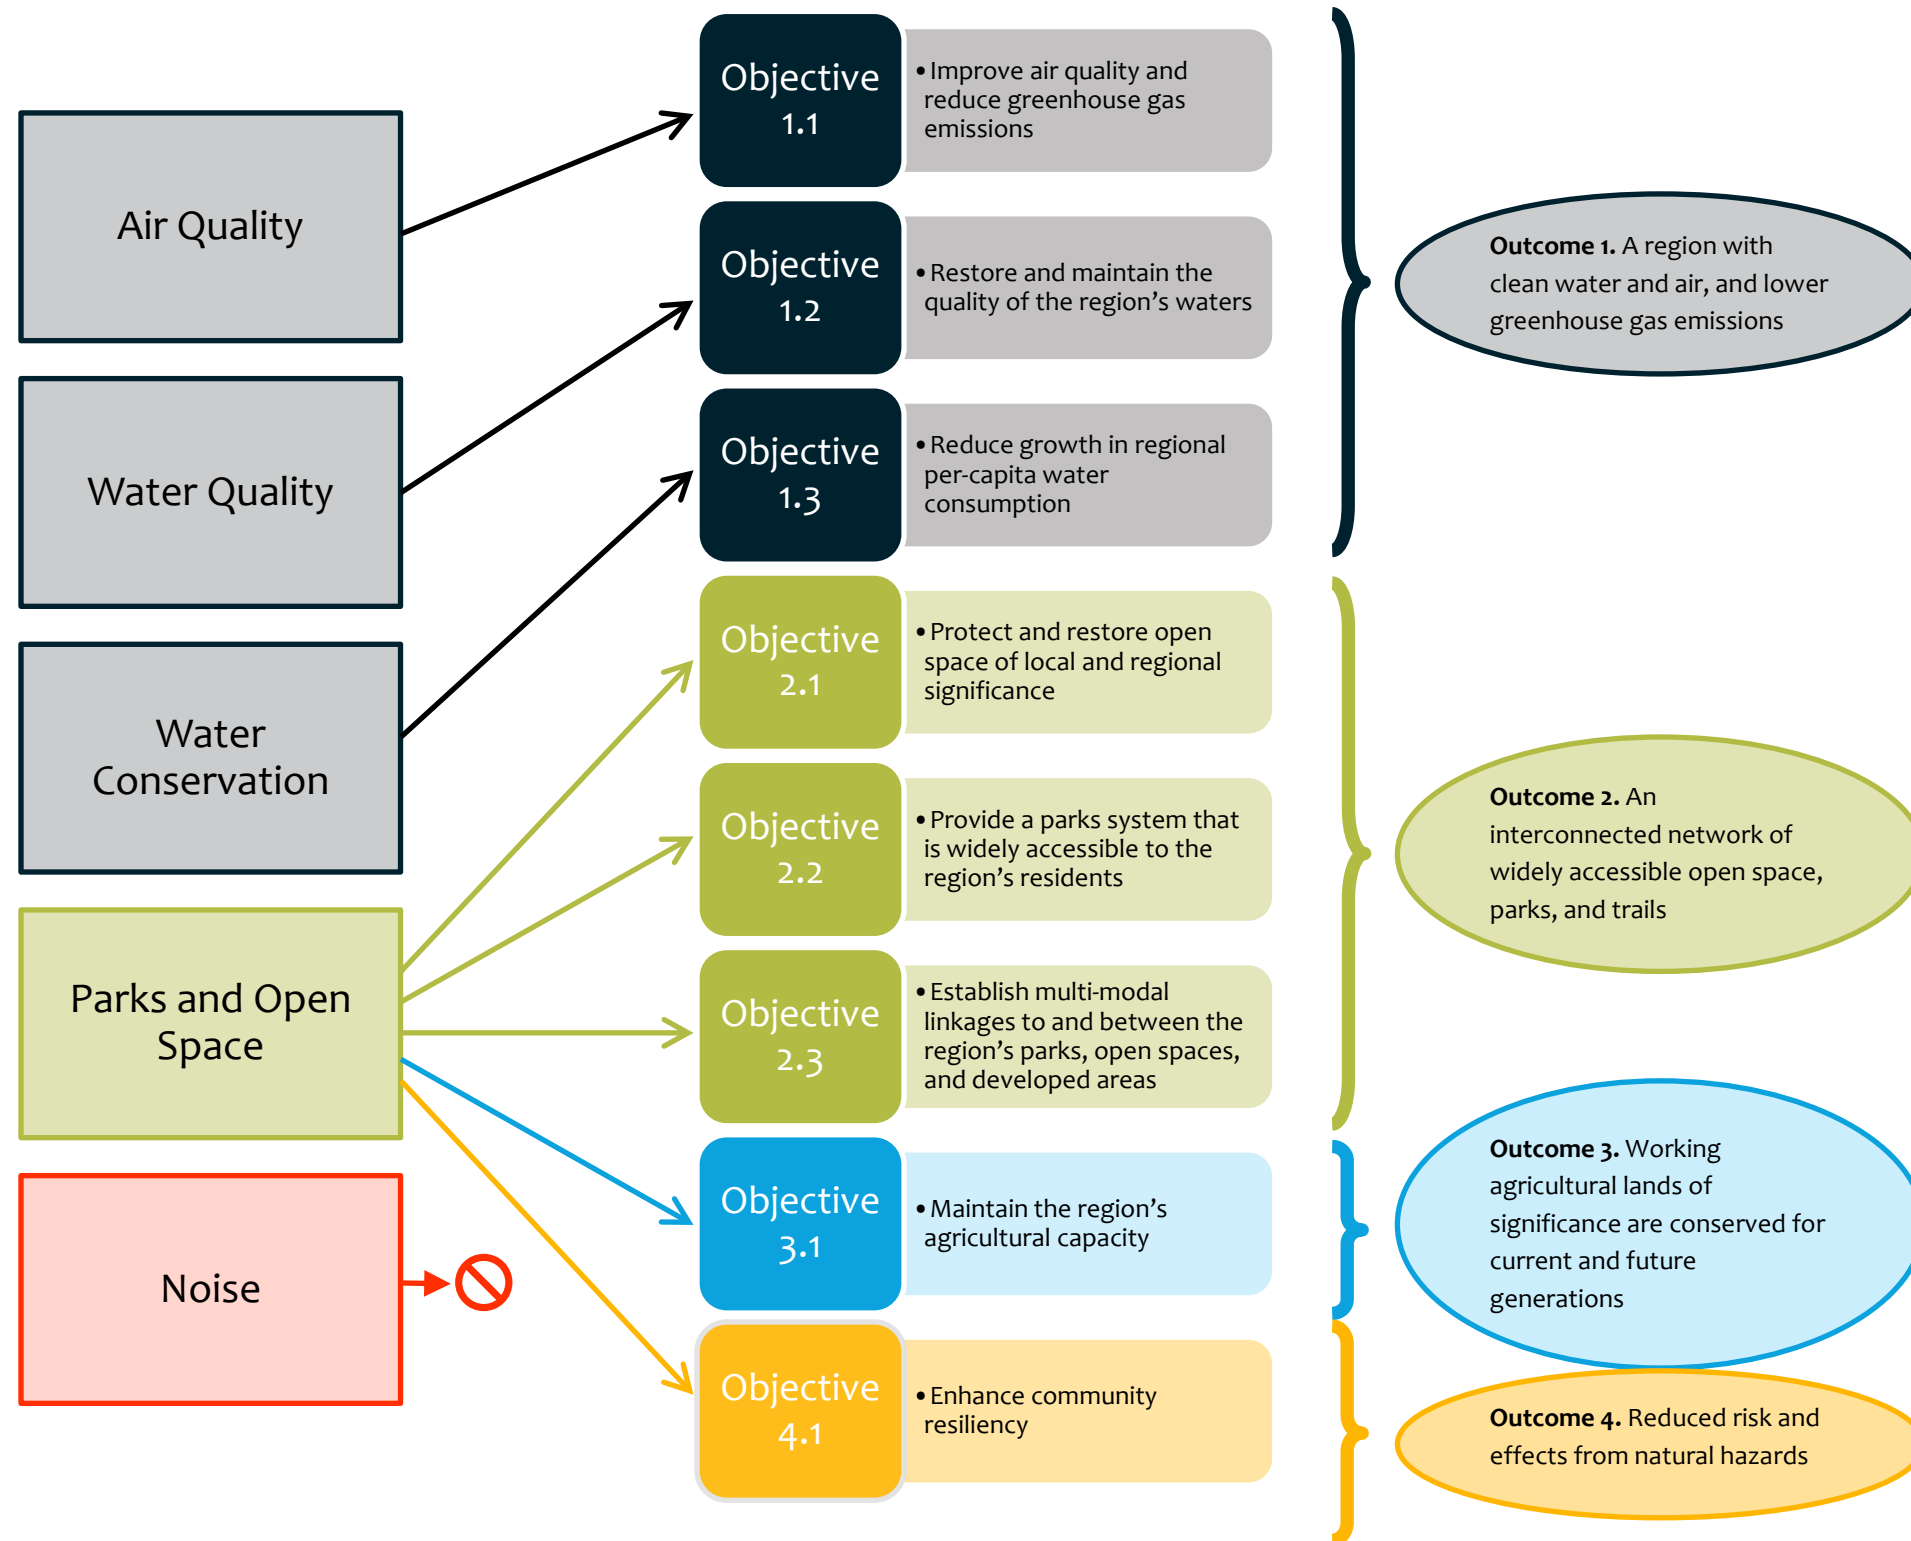 Air Quality
Water Quality
Water
Conservation
Parks and Open
Space
Noise
Objective
1.1
• Improve air quality and
reduce greenhouse gas
emissions
Objective
1.2
• Restore and maintain the
quality of the region's waters
Objective
1.3
• Reduce growth in regional
per-capita water
consumption
Objective
2.1
• Protect and restore open
space of local and regional
significance
Objective
2.2
• Provide a parks system that
is widely accessible to the
region's residents
Objective
2.3
• Establish multi-modal
linkages to and between the
region's parks, open spaces,
and developed areas
Objective
3.1
• Maintain the region's
agricultural capacity
Objective
4.1
• Enhance community
resiliency
Outcome 1. A region with
clean water and air, and lower
greenhouse gas emissions
Outcome 2. An
interconnected network of
widely accessible open space,
parks, and trails
Outcome 3. Working
agricultural lands of
significance are conserved for
current and future
generations
Outcome 4. Reduced risk and
effects from natural hazards